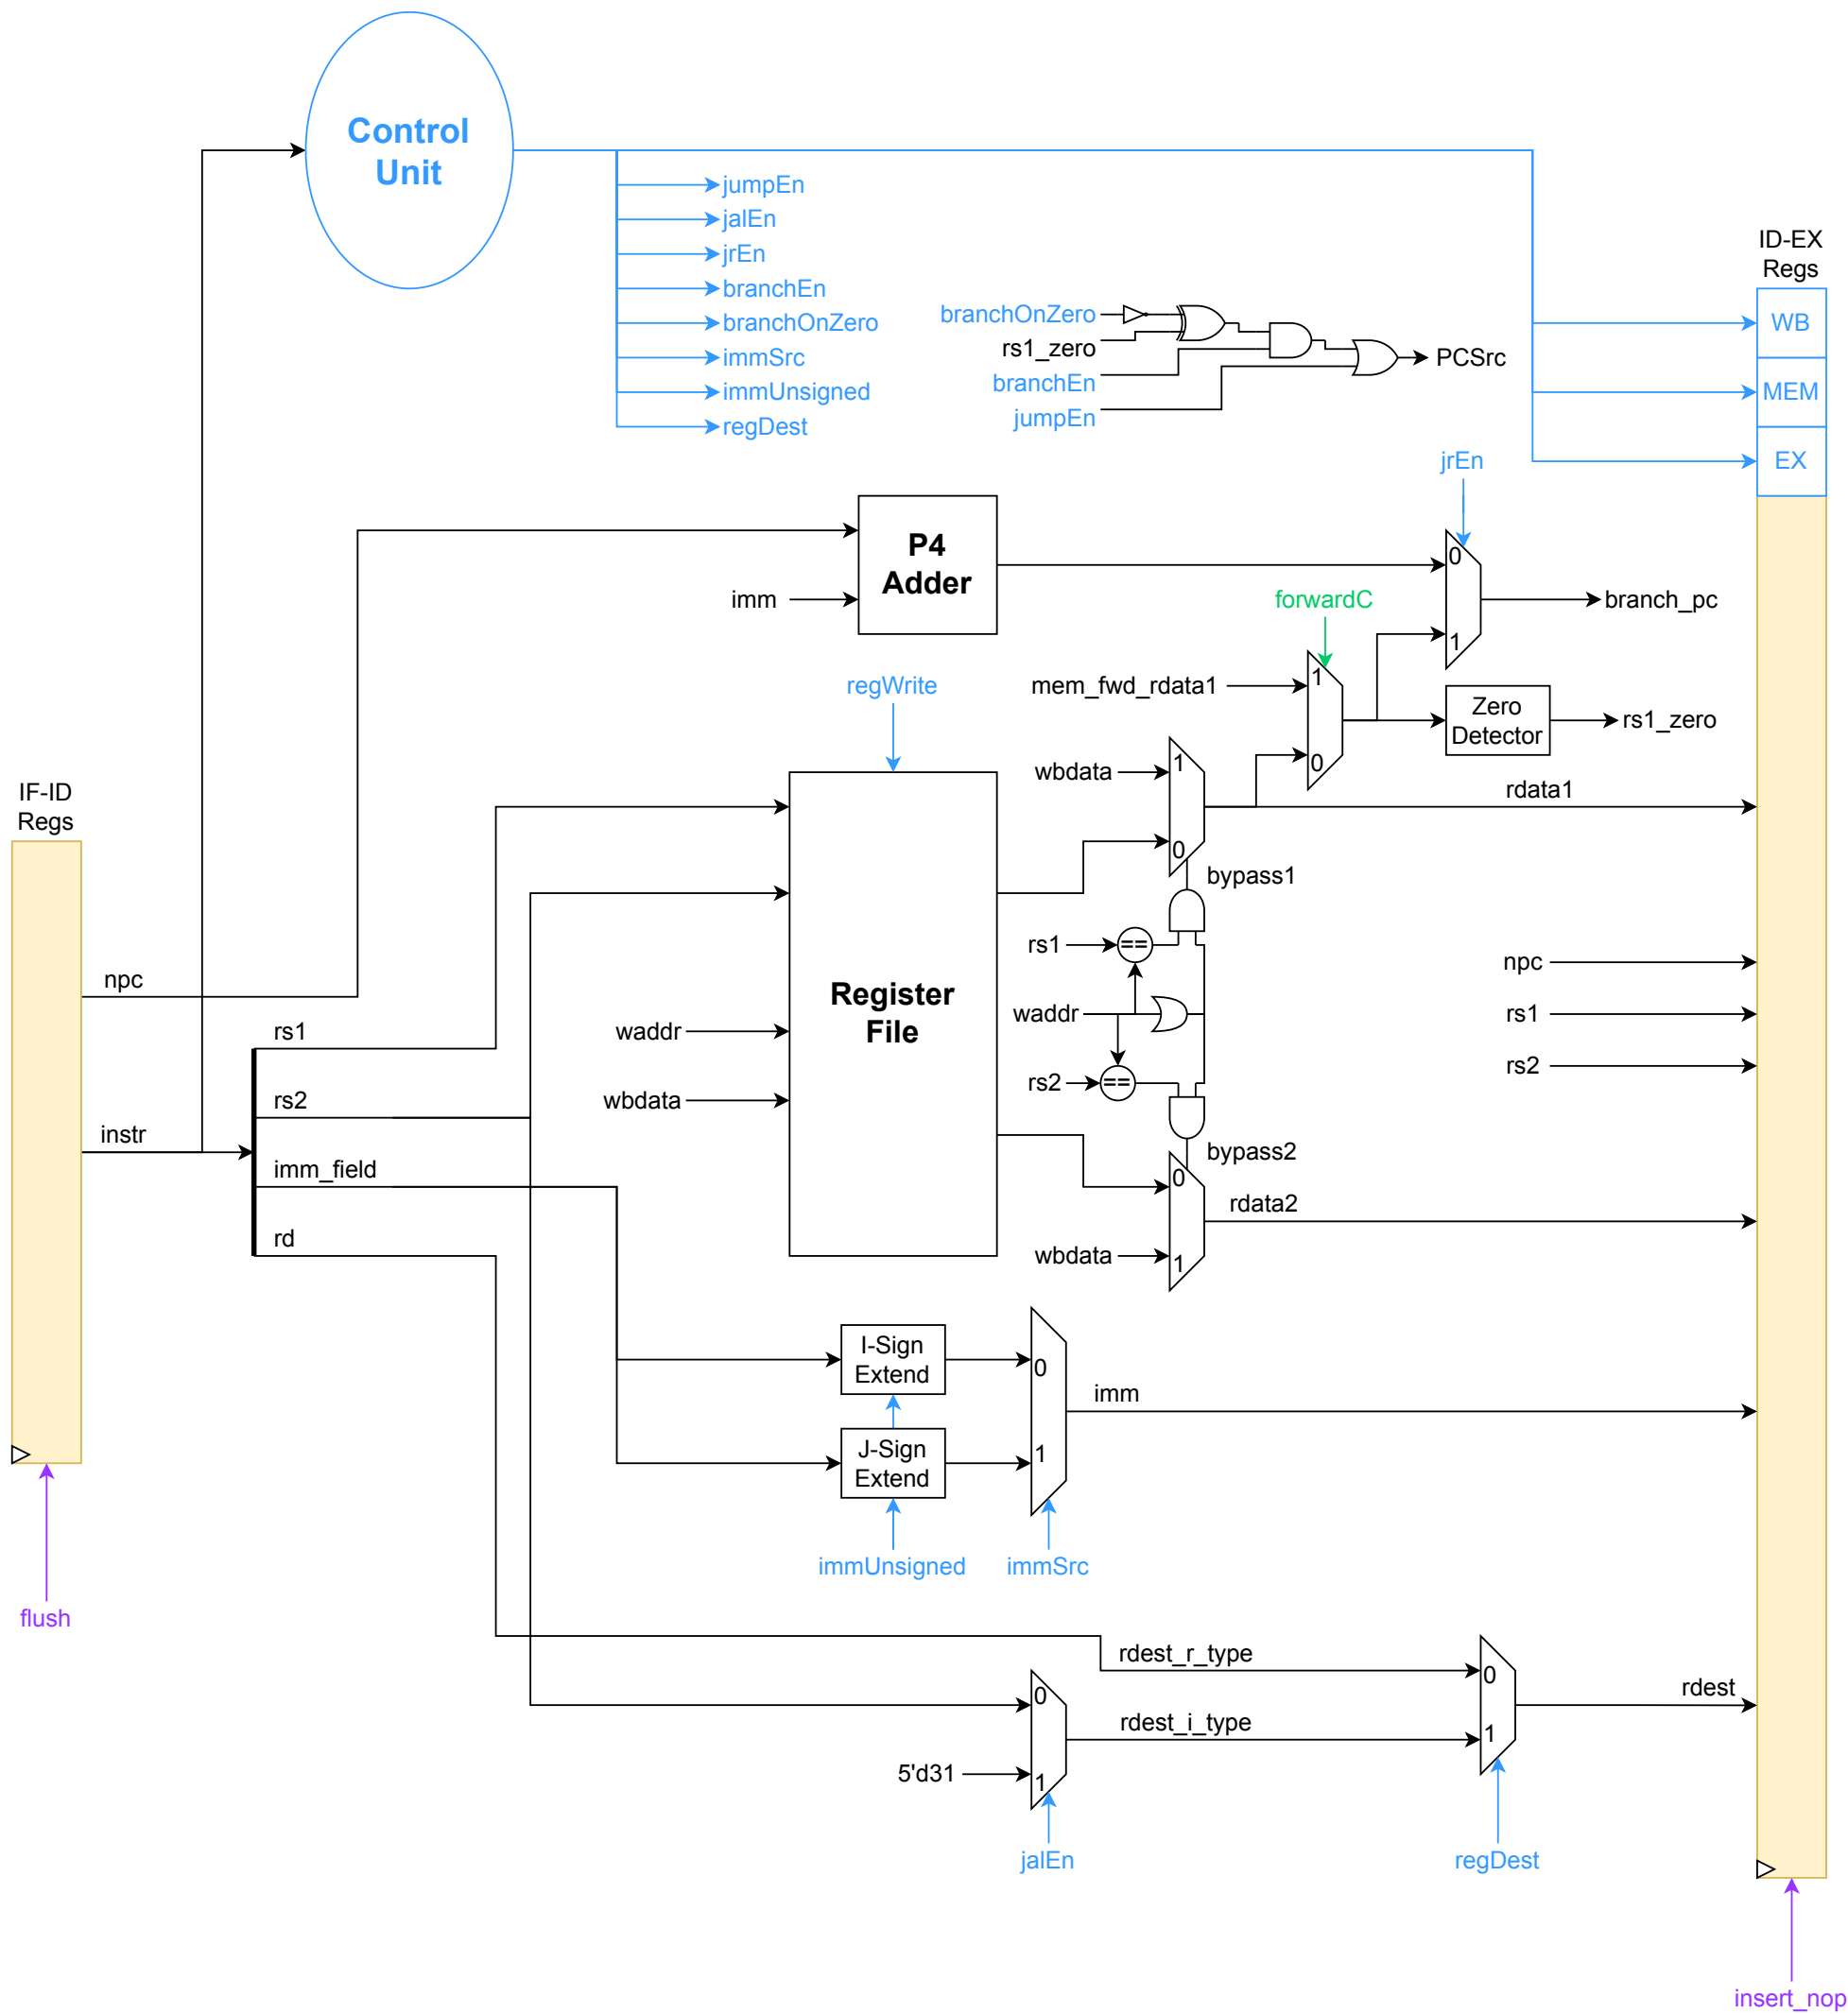 Control
Unit
jumpEn
jalEn
jrEn
branchEn
branchOnZero
immSrc
immUnsigned
regDest
branchOnZero
rs1_zero
branchEn
jumpEn
PCSrc
ID-EX
Regs
WB
MEM
EX
jrEn
P4
Adder
imm
0
1
branch_pc
forwardC
mem_fwd_rdata1
1
0
Zero
Detector
rs1_zero
regWrite
wbdata
1
0
rdata1
IF-ID
Regs
bypass1
rs1
==
npc
npc
Register
File
waddr
waddr
rs1
rs1
rs2
==
rs2
rs2
wbdata
instr
bypass2
imm_field
0
rdata2
rd
wbdata
1
I-Sign
Extend
0
imm
J-Sign
Extend
1
immUnsigned
immSrc
flush
rdest_r_type
0
0
rdest
rdest_i_type
1
5'd31
1
jalEn
regDest
insert_nop